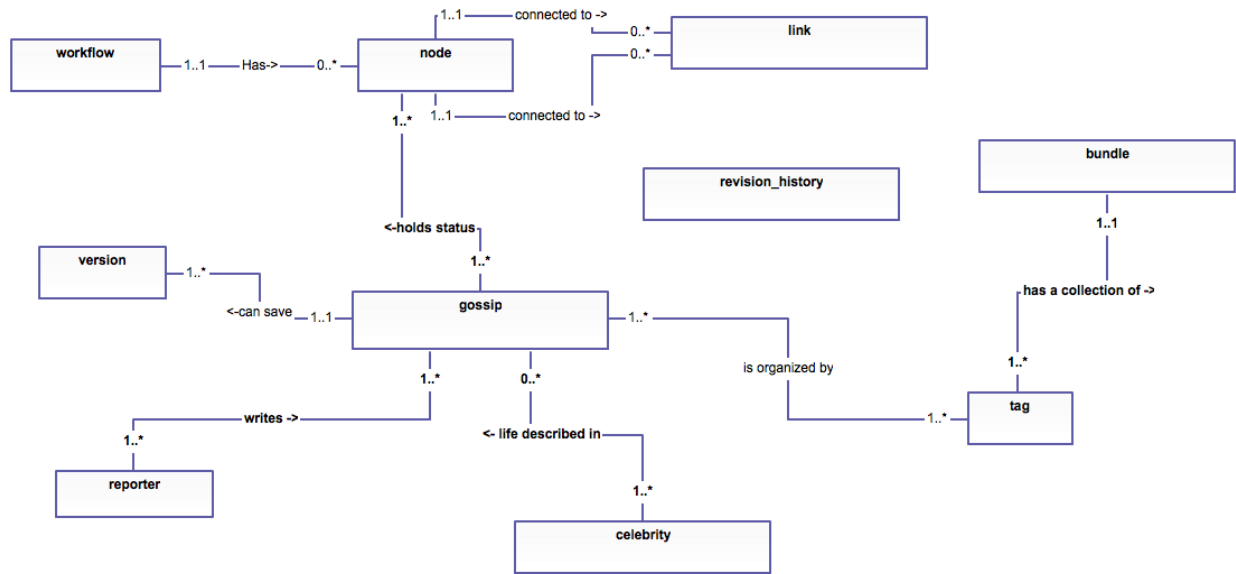 1..1 connected to ->
0..*
link
workflow
node
1..1 Has-> 0..*
0..*
1..*
1..1 connected to ->
bundle
revision_history
1..1
<-holds status
version
1..*
1..*
gossip
has a collection of ->
<-can save 1..1
1..*
1..*
0..*
1..*
is organized by
tag
writes ->
1..*
1..*
<- life described in
reporter
1..*
celebrity